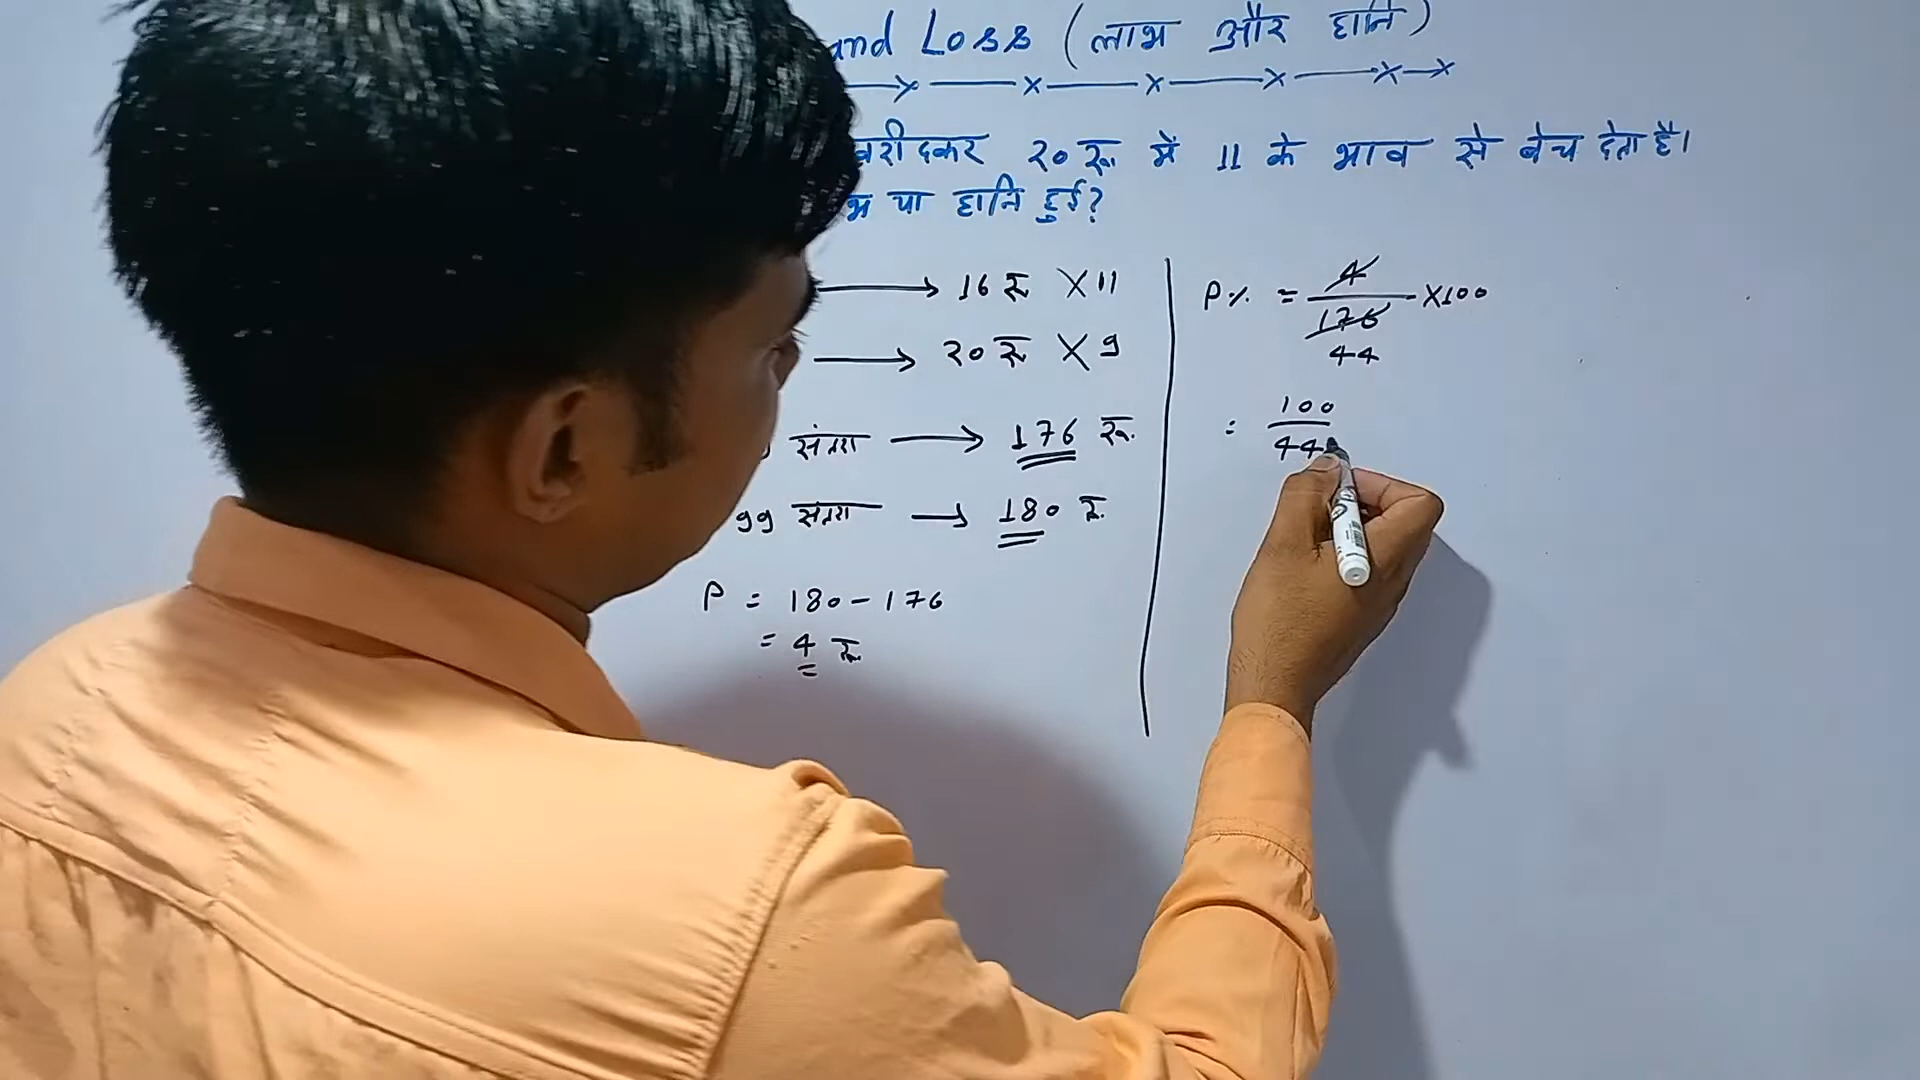 and Loss (लाभ और हानि)
खरीदकर २० रू. में 11 के भाव से बेच देता है।
या हानि हुई?
16 रू X 11
२० रू X 9
संतरा 176 रू.
99 संतरा 180 रू.
P = 180 - 176
= 4 रू.
P% = 4/176 X 100
44
= 100/44